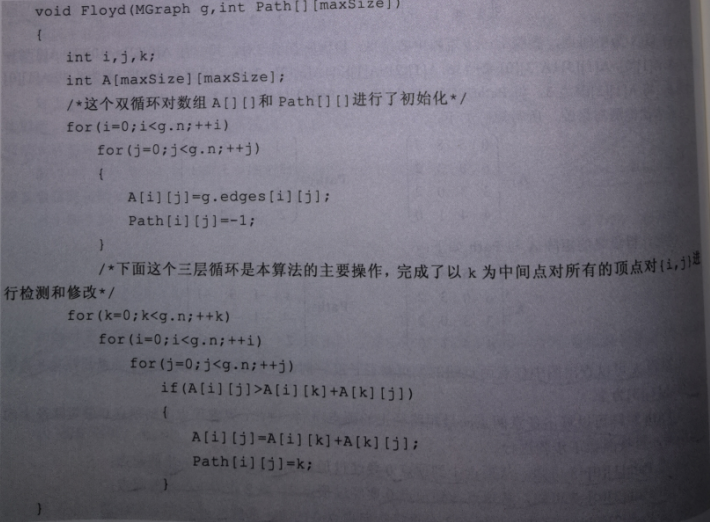 void Floyd(MGraph g,int Path[][maxSize])
{
int i,j,k;
int A[maxSize][maxSize];
/*这个双循环对数组 A[][]和 Path[][]进行了初始化*/
for(i=0;i<g.n;++i)
for(j=0;j<g.n;++j)
{
A[i][j]=g.edges[i][j];
Path[i][j]=-1;
}
/*下面这个三层循环是本算法的主要操作，完成了以 k 为中间点对所有的顶点对{i,j}进
行检测和修改*/
for(k=0;k<g.n;++k)
for(i=0;i<g.n;++i)
for(j=0;j<g.n;++j)
if(A[i][j]>A[i][k]+A[k][j])
{
A[i][j]=A[i][k]+A[k][j];
Path[i][j]=k;
}
}